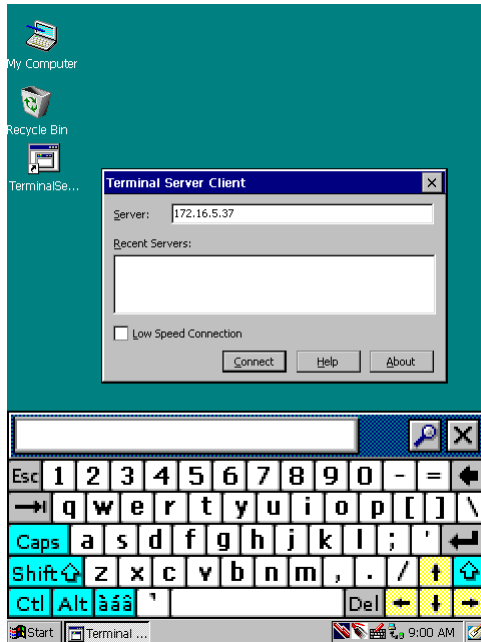 My Computer
Recycle Bin
TerminalSe...
Terminal Server Client
Server: 172.16.5.37
Recent Servers:
Low Speed Connection
Connect Help About
Esc 1 2 3 4 5 6 7 8 9 0 - =
q w e r t y u i o p [ ] \
Caps a s d f g h j k l ; '
Shift z x c v b n m , . /
Ctl Alt àáâ ` Del
Start Terminal ... 9:00 AM